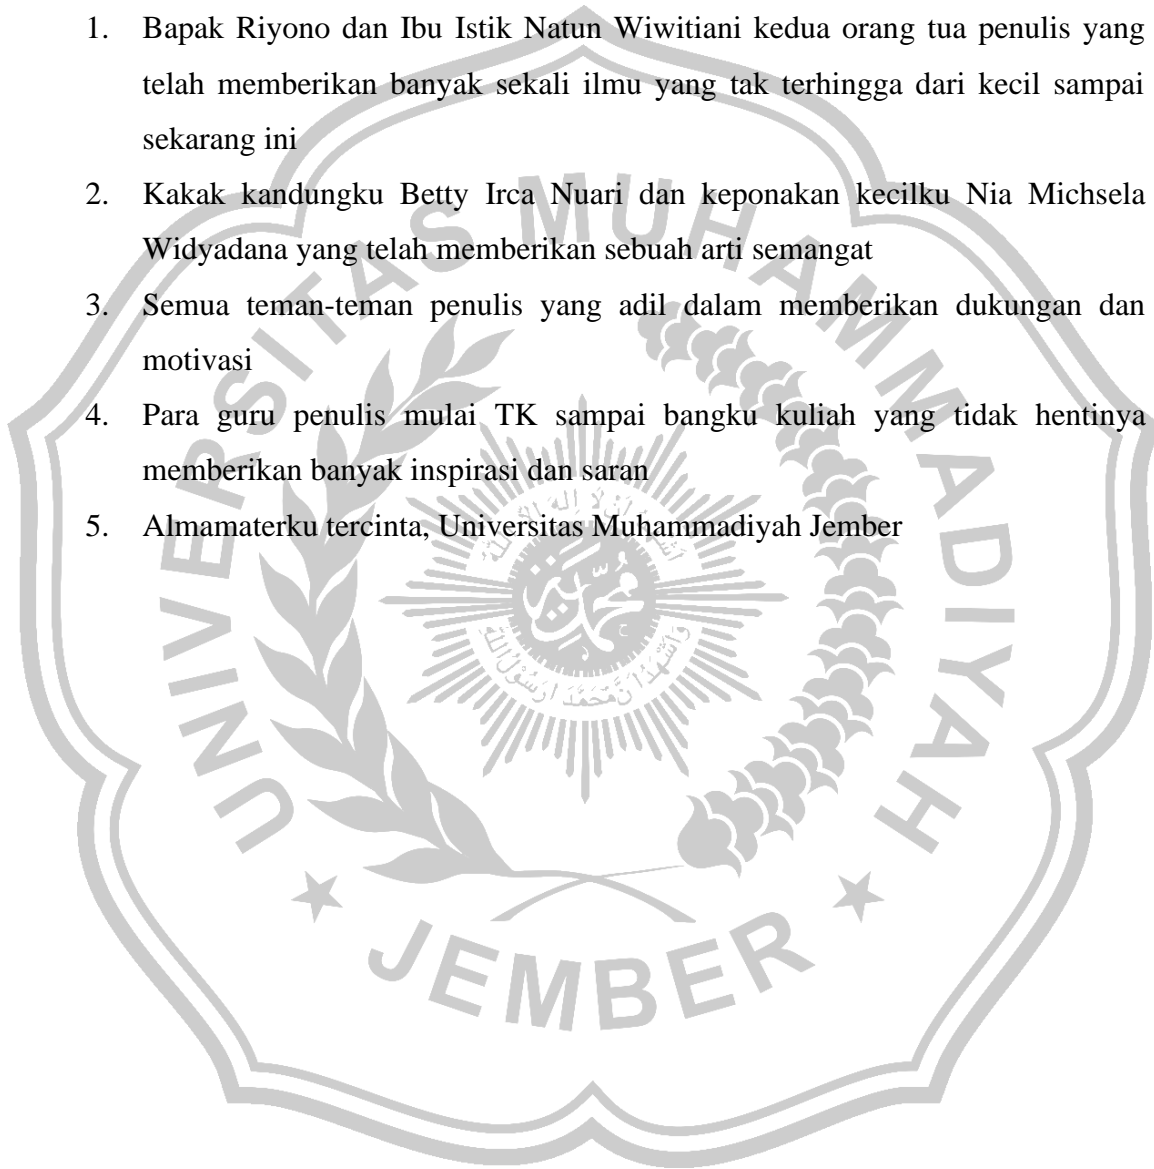 1. Bapak Riyono dan Ibu Istik Natun Wiwitiani kedua orang tua penulis yang
telah memberikan banyak sekali ilmu yang tak terhingga dari kecil sampai
sekarang ini
2. Kakak kandungku Betty Irca Nuari dan keponakan kecilku Nia Michsela
Widyadana yang telah memberikan sebuah arti semangat
3. Semua teman-teman penulis yang adil dalam memberikan dukungan dan
motivasi
4. Para guru penulis mulai TK sampai bangku kuliah yang tidak hentinya
memberikan banyak inspirasi dan saran
5. Almamaterku tercinta, Universitas Muhammadiyah Jember
UNIVERSITAS MUHAMMADIYAH
JEMBER